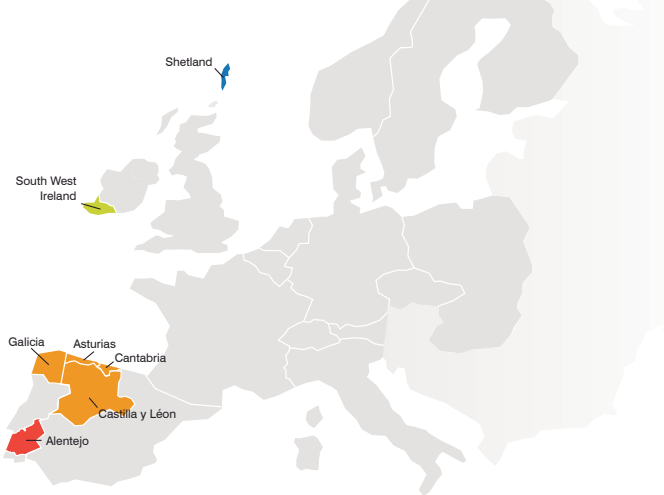 Shetland
South West
Ireland
Galicia
Asturias
Cantabria
Castilla y Léon
Alentejo